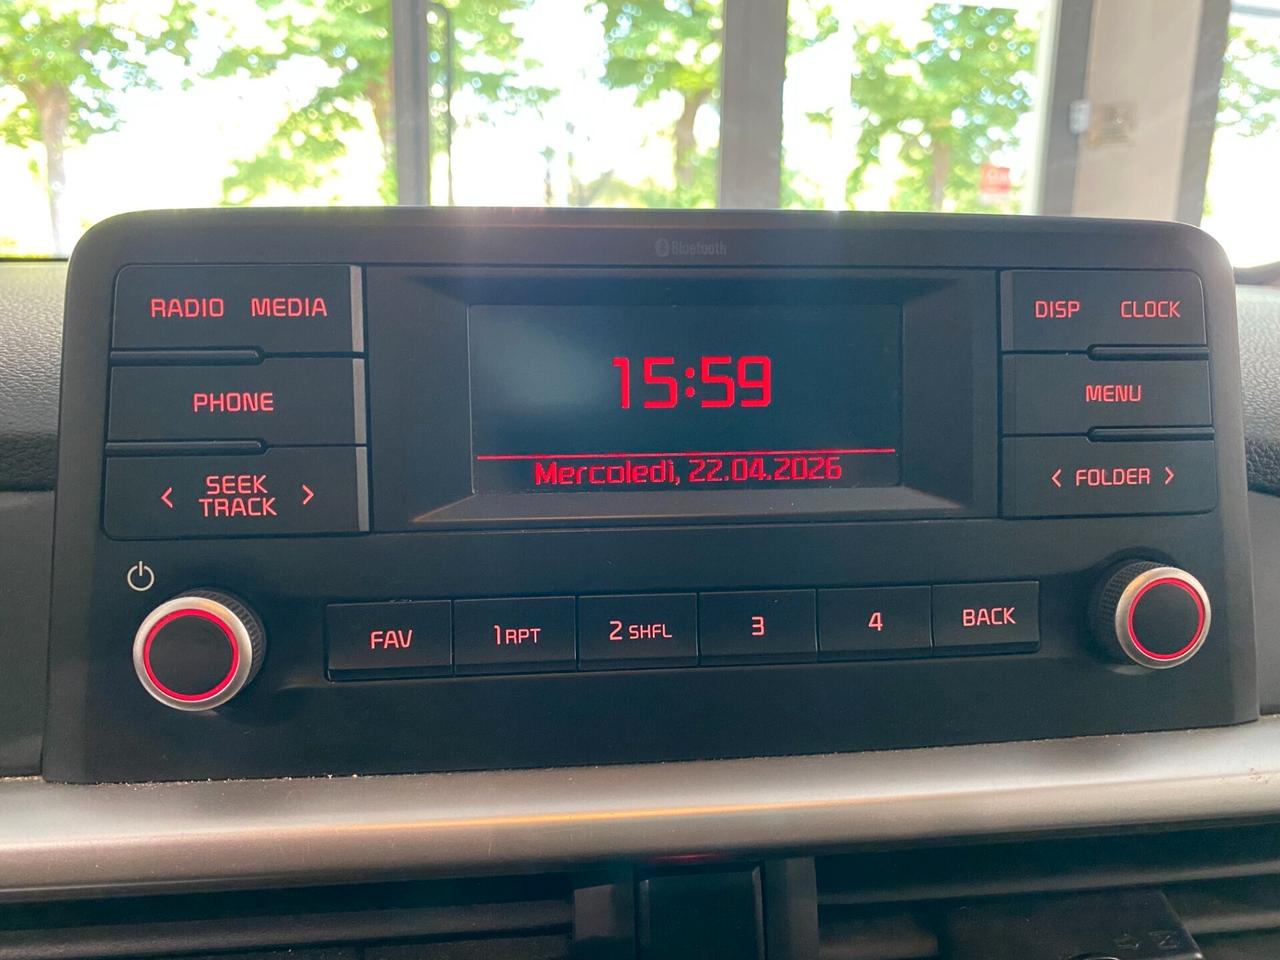 Bluetooth
RADIO MEDIA
PHONE
< SEEK TRACK >
15:59
Mercoledì, 22.04.2026
DISP CLOCK
MENU
< FOLDER >
FAV
1 RPT
2 SHFL
3
4
BACK